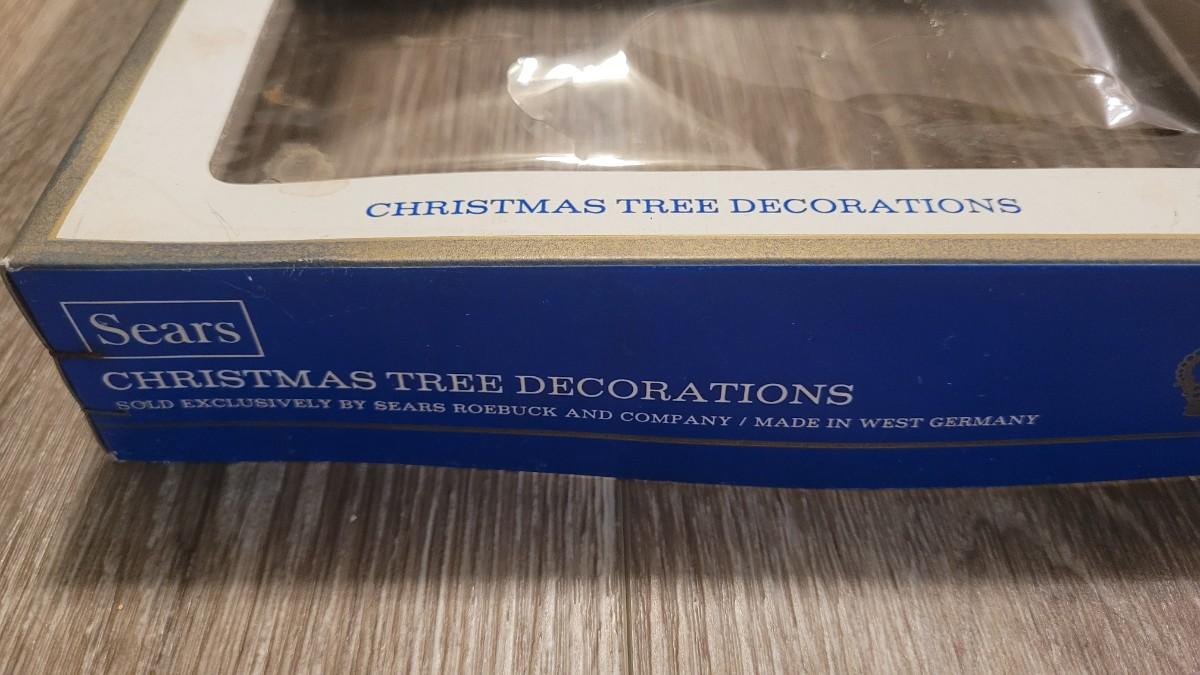 CHRISTMAS TREE DECORATIONS
Sears
CHRISTMAS TREE DECORATIONS
SOLD EXCLUSIVELY BY SEARS ROEBUCK AND COMPANY / MADE IN WEST GERMANY